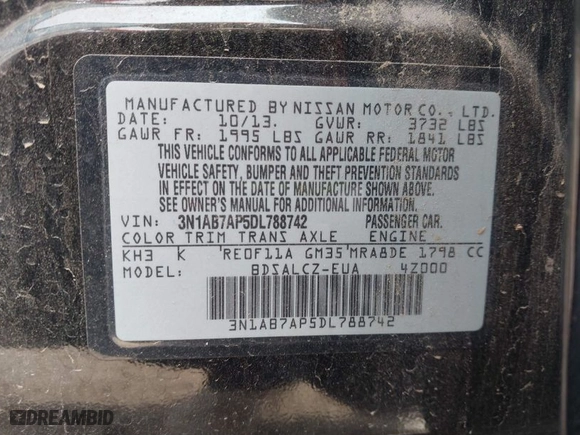 MANUFACTURED BY NISSAN MOTOR CO., LTD.
DATE: 10/13. GVWR: 3732 LBS
GAWR FR: 1995 LBS GAWR RR: 1841 LBS
THIS VEHICLE CONFORMS TO ALL APPLICABLE FEDERAL MOTOR
VEHICLE SAFETY, BUMPER AND THEFT PREVENTION STANDARDS
IN EFFECT ON THE DATE OF MANUFACTURE SHOWN ABOVE.
SEE OWNER'S MANUAL FOR ADDITIONAL INFORMATION.
VIN: 3N1AB7AP5DL788742 PASSENGER CAR.
COLOR TRIM TRANS AXLE ENGINE
KH3 K 'RE0F11A GM35'MRA8DE 1798 CC
MODEL: BDSALCZ-EUA 4Z000
3N1AB7AP5DL788742
DREAMBID